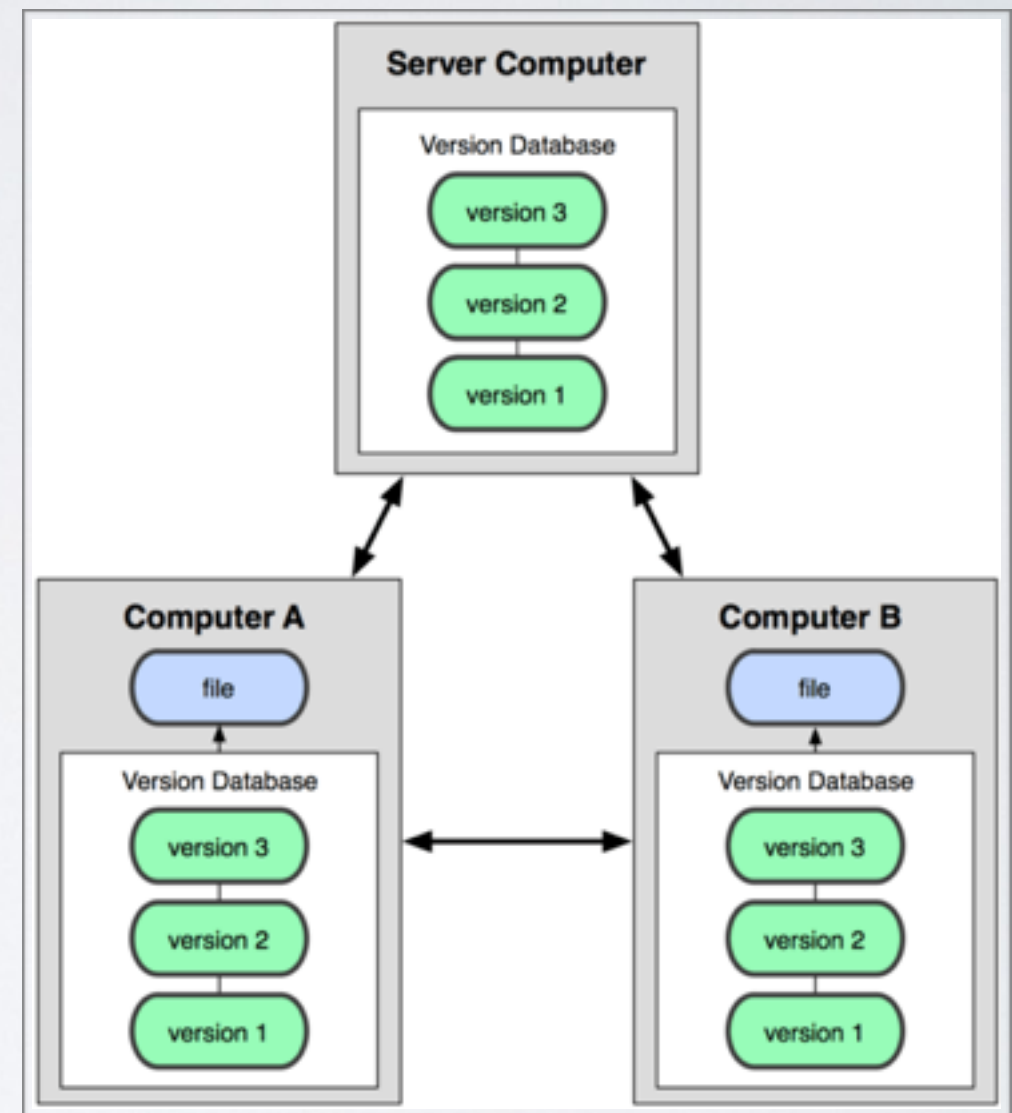 Server Computer
Version Database
version 3
version 2
version 1
Computer A
file
Version Database
version 3
version 2
version 1
Computer B
file
Version Database
version 3
version 2
version 1